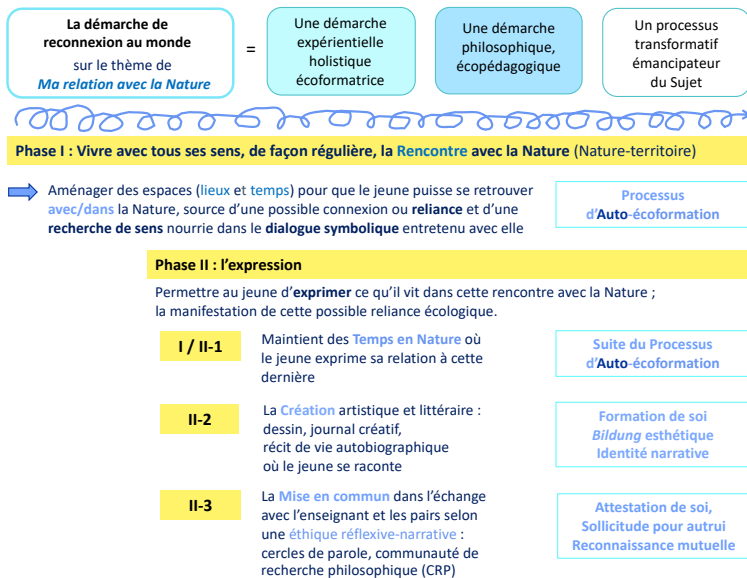 La démarche de
reconnexion au monde
sur le thème de
Ma relation avec la Nature
=
Une démarche
expérientielle
holistique
écoformatrice
Une démarche
philosophique,
écopédagogique
Un processus
transformatif
émancipateur
du Sujet
Phase I : Vivre avec tous ses sens, de façon régulière, la Rencontre avec la Nature (Nature-territoire)
Aménager des espaces (lieux et temps) pour que le jeune puisse se retrouver
avec/dans la Nature, source d'une possible connexion ou reliance et d'une
recherche de sens nourrie dans le dialogue symbolique entretenu avec elle
Processus
d'Auto-écoformation
Phase II : l'expression
Permettre au jeune d'exprimer ce qu'il vit dans cette rencontre avec la Nature ;
la manifestation de cette possible reliance écologique.
I / II-1
Maintient des Temps en Nature où
le jeune exprime sa relation à cette
dernière
Suite du Processus
d'Auto-écoformation
II-2
La Création artistique et littéraire :
dessin, journal créatif,
récit de vie autobiographique
où le jeune se raconte
Formation de soi
Bildung esthétique
Identité narrative
II-3
La Mise en commun dans l'échange
avec l'enseignant et les pairs selon
une éthique réflexive-narrative :
cercles de parole, communauté de
recherche philosophique (CRP)
Attestation de soi,
Sollicitude pour autrui
Reconnaissance mutuelle